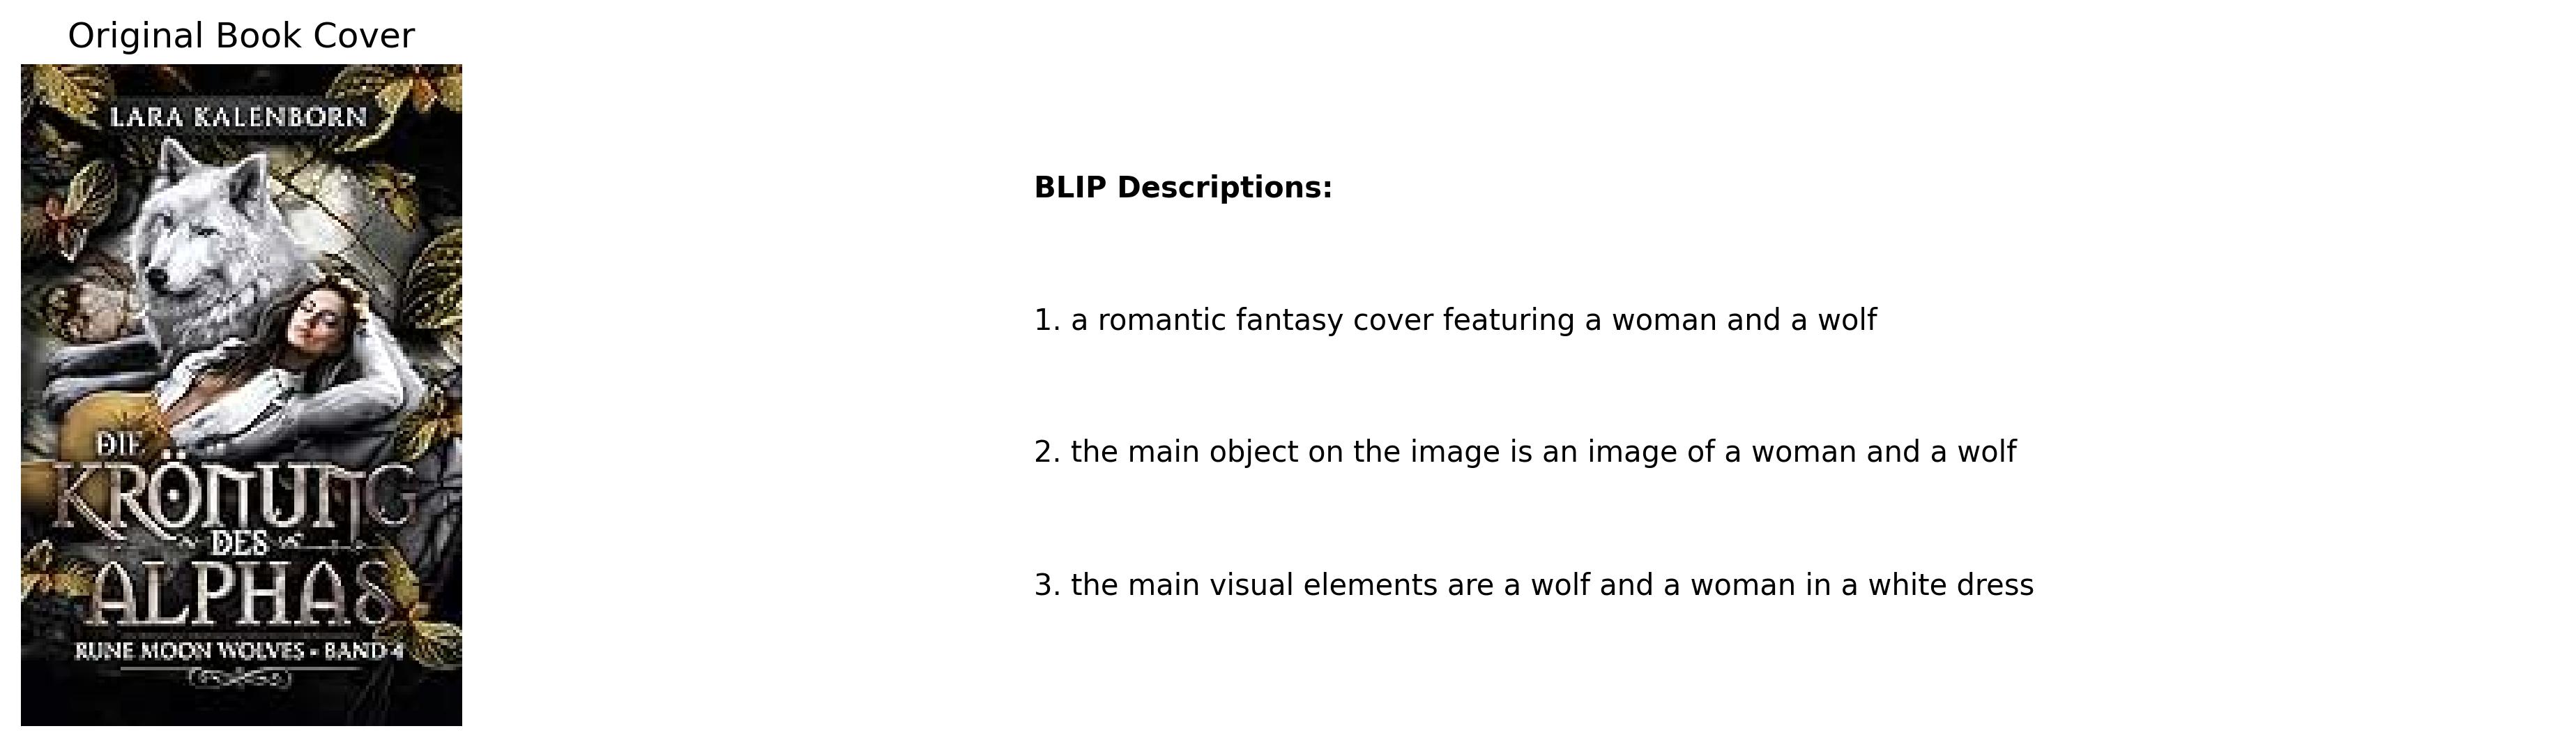 Original Book Cover
LARA KALENBORN
DIE
KRÖNUNG
DES
ALPHAS
RUNE MOON WOLVES - BAND 4
BLIP Descriptions:
1. a romantic fantasy cover featuring a woman and a wolf
2. the main object on the image is an image of a woman and a wolf
3. the main visual elements are a wolf and a woman in a white dress